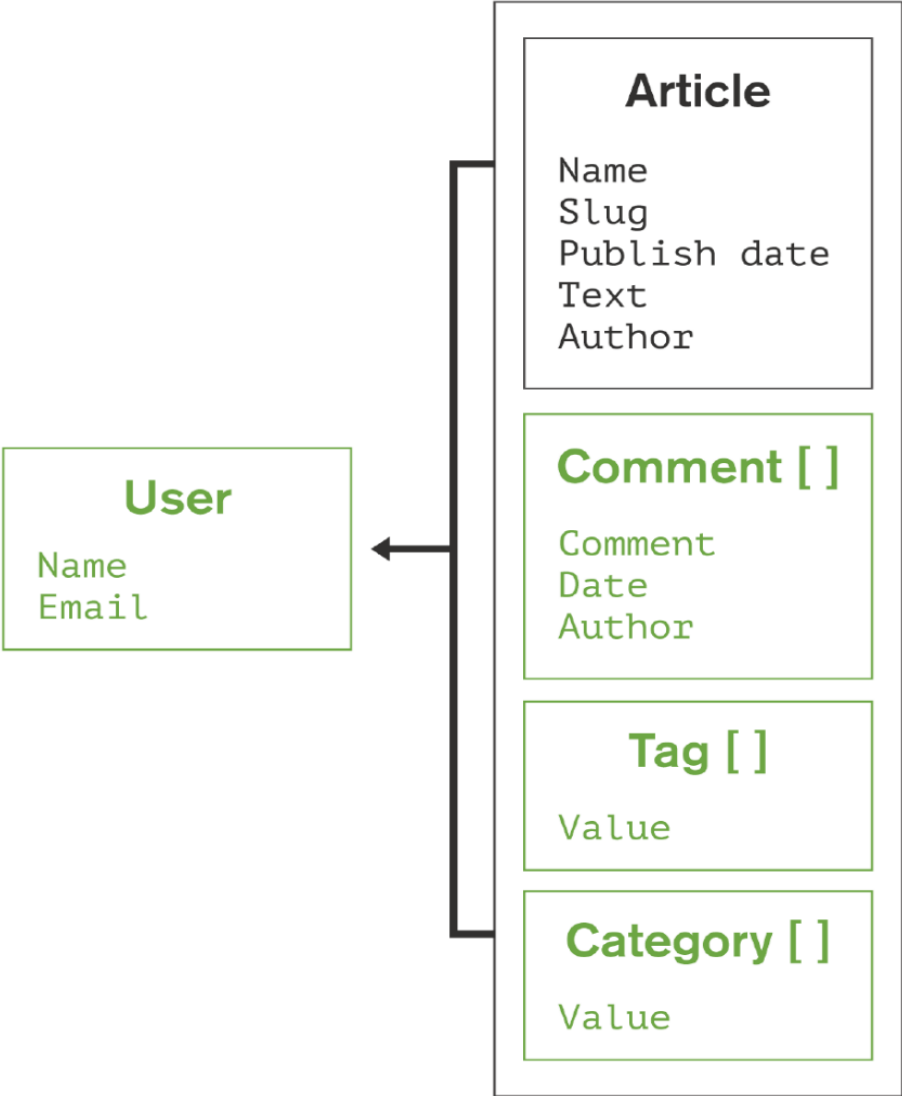 Article
Name
Slug
Publish date
Text
Author
Comment [ ]
Comment
Date
Author
User
Name
Email
Tag [ ]
Value
Category [ ]
Value